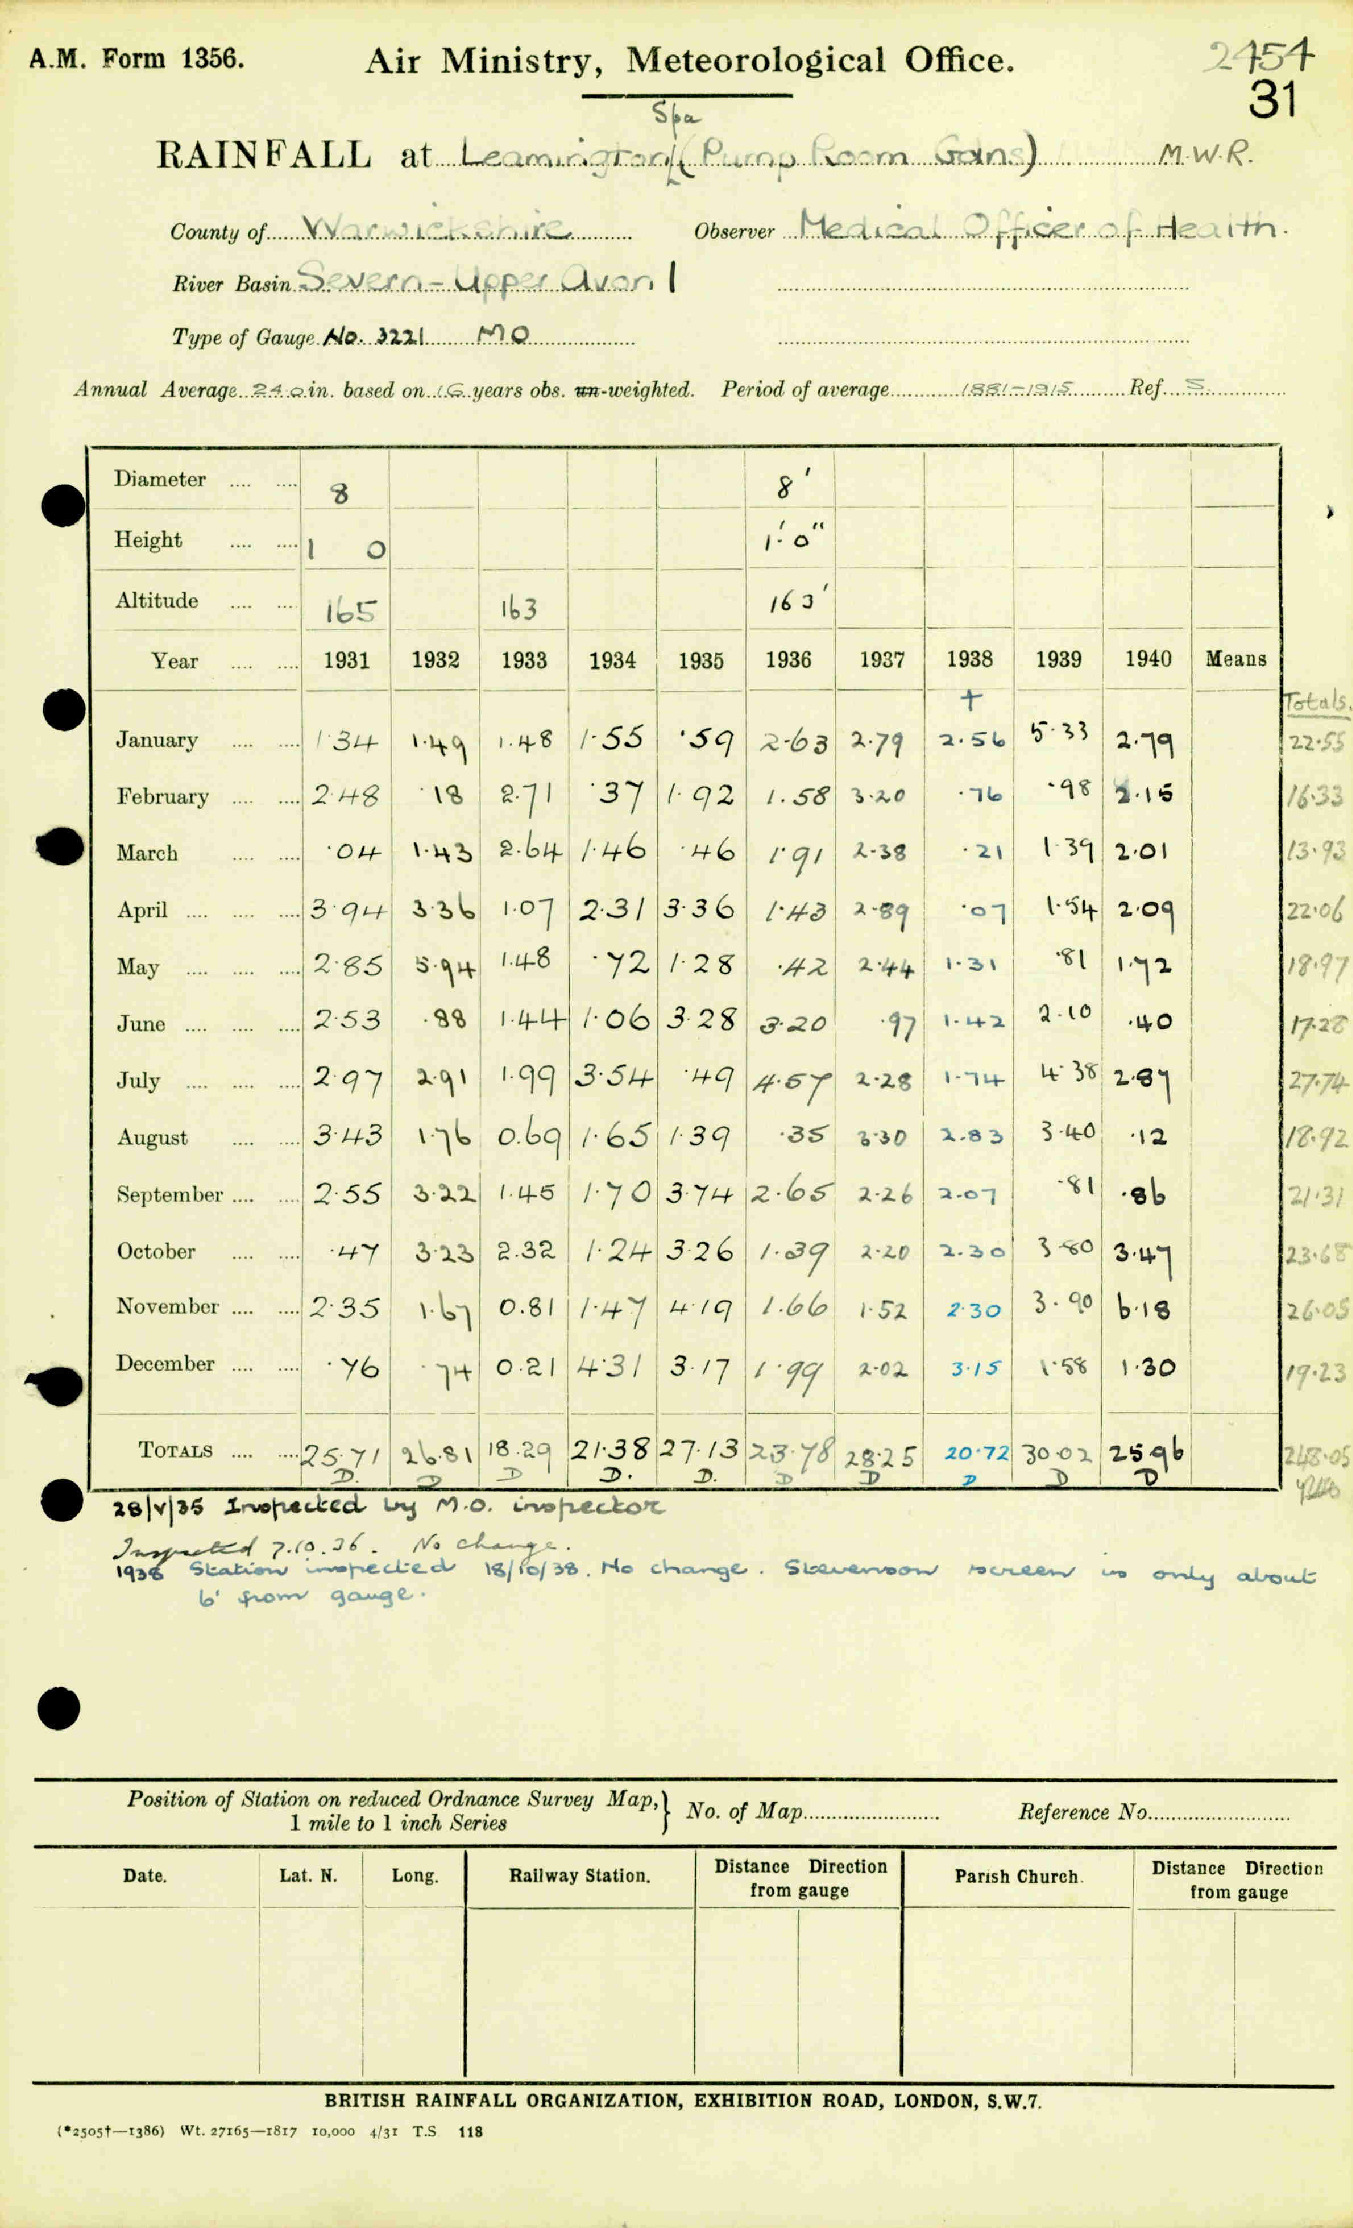 A.M. Form 1356. Air Ministry, Meteorological Office. 2454
31
Spa
RAINFALL at Leamington (Pump Room Gdns) M.W.R.
County of Warwickshire Observer Medical Officer of Health.
River Basin Severn - Upper Avon 1
Type of Gauge No. 3221 MO
Annual Average 24.0 in. based on 16 years obs. un-weighted. Period of average 1881-1915 Ref. S.
Diameter .... .... 8 8'
Height .... .... 1 0 1'-0"
Altitude .... .... 165 163 163'
Year .... .... 1931 1932 1933 1934 1935 1936 1937 1938 1939 1940 Means
+ Totals.
January .... .... 1.34 1.49 1.48 1.55 .59 2.63 2.79 2.56 5.33 2.79 22.55
February .... .... 2.48 .18 2.71 .37 1.92 1.58 3.20 .76 .98 2.15 16.33
March .... .... .04 1.43 2.64 1.46 .46 1.91 2.38 .21 1.39 2.01 13.93
April .... .... .... 3.94 3.36 1.07 2.31 3.36 1.43 2.89 .07 1.54 2.09 22.06
May .... .... .... 2.85 5.94 1.48 .72 1.28 .42 2.44 1.31 .81 1.72 18.97
June .... .... .... 2.53 .88 1.44 1.06 3.28 3.20 .97 1.42 2.10 .40 17.28
July .... .... .... 2.97 2.91 1.99 3.54 .49 4.57 2.28 1.74 4.38 2.87 27.74
August .... .... 3.43 1.76 0.69 1.65 1.39 .35 3.30 2.83 3.40 .12 18.92
September .... .... 2.55 3.22 1.45 1.70 3.74 2.65 2.26 2.07 .81 .86 21.31
October .... .... .47 3.23 2.32 1.24 3.26 1.39 2.20 2.30 3.80 3.47 23.68
November .... .... 2.35 1.67 0.81 1.47 4.19 1.66 1.52 2.30 3.90 6.18 26.05
December .... .... .76 .74 0.21 4.31 3.17 1.99 2.02 3.15 1.58 1.30 19.23
TOTALS .... .... 25.71 26.81 18.29 21.38 27.13 23.78 28.25 20.72 30.02 25.96 248.05
D. D D D. D. D D D D D
28/V/35 Inspected by M.O. inspector
Inspected 7.10.36. No change.
1938 Station inspected 18/10/38. No change. Stevenson screen is only about
6' from gauge.
Position of Station on reduced Ordnance Survey Map, } No. of Map Reference No.
1 mile to 1 inch Series
Date. Lat. N. Long. Railway Station. Distance Direction from gauge Parish Church. Distance Direction from gauge
BRITISH RAINFALL ORGANIZATION, EXHIBITION ROAD, LONDON, S.W.7.
(*2505†—1386) Wt. 27165—1817 10,000 4/31 T.S 118